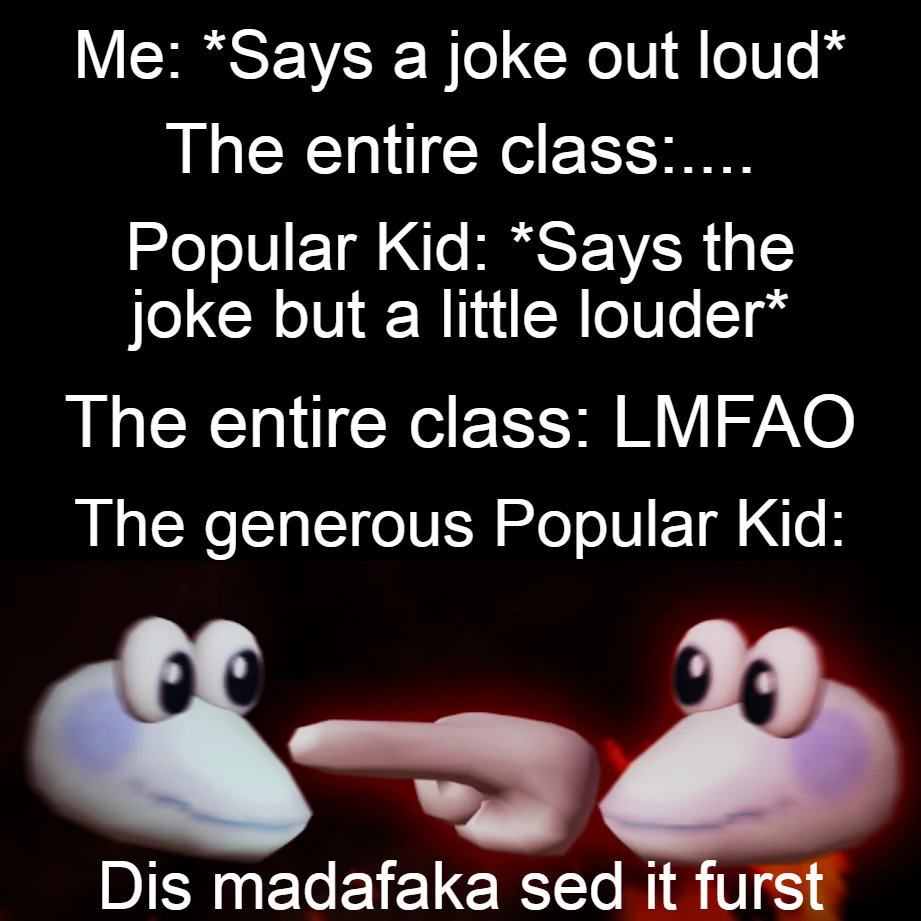 Me: *Says a joke out loud*
The entire class:....
Popular Kid: *Says the
joke but a little louder*
The entire class: LMFAO
The generous Popular Kid:
Dis madafaka sed it furst